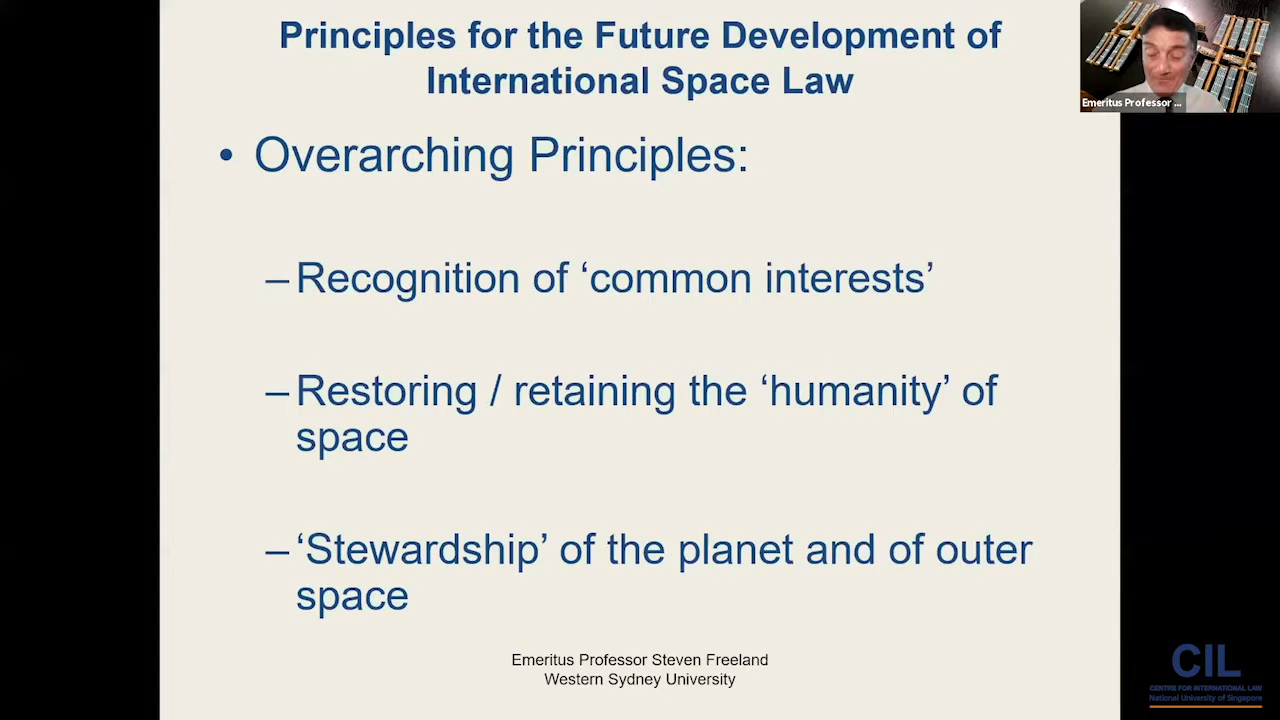 Principles for the Future Development of
International Space Law
• Overarching Principles:
– Recognition of ‘common interests’
– Restoring / retaining the ‘humanity’ of
space
– ‘Stewardship’ of the planet and of outer
space
Emeritus Professor Steven Freeland
Western Sydney University
Emeritus Professor ...
CIL
CENTRE FOR INTERNATIONAL LAW
National University of Singapore